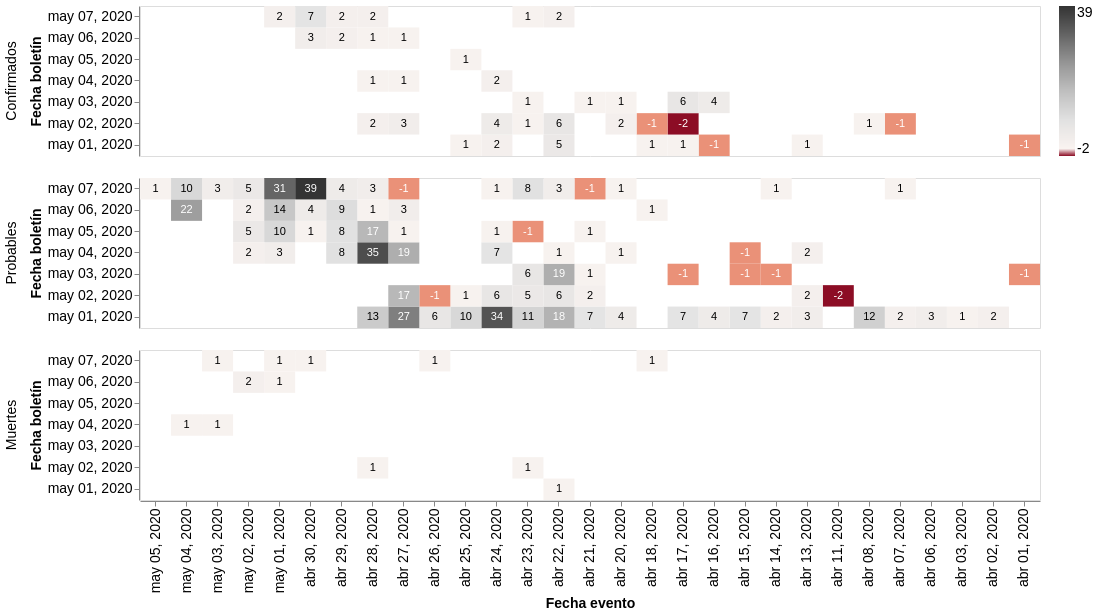 Confirmados
Fecha boletín
may 07, 2020 2 7 2 2 1 2
may 06, 2020 3 2 1 1
may 05, 2020 1
may 04, 2020 1 1 2
may 03, 2020 1 1 1 6 4
may 02, 2020 2 3 4 1 6 2 -1 -2 1 -1
may 01, 2020 1 2 5 1 1 -1 1 -1
39
-2
Probables
Fecha boletín
may 07, 2020 1 10 3 5 31 39 4 3 -1 1 8 3 -1 1 1 1
may 06, 2020 22 2 14 4 9 1 3 1
may 05, 2020 5 10 1 8 17 1 1 -1 1
may 04, 2020 2 3 8 35 19 7 1 1 -1 2
may 03, 2020 6 19 1 -1 -1 -1 -1
may 02, 2020 17 -1 1 6 5 6 2 2 -2
may 01, 2020 13 27 6 10 34 11 18 7 4 7 4 7 2 3 12 2 3 1 2
Muertes
Fecha boletín
may 07, 2020 1 1 1 1 1
may 06, 2020 2 1
may 05, 2020
may 04, 2020 1 1
may 03, 2020
may 02, 2020 1 1
may 01, 2020 1
may 05, 2020
may 04, 2020
may 03, 2020
may 02, 2020
may 01, 2020
abr 30, 2020
abr 29, 2020
abr 28, 2020
abr 27, 2020
abr 26, 2020
abr 25, 2020
abr 24, 2020
abr 23, 2020
abr 22, 2020
abr 21, 2020
abr 20, 2020
abr 18, 2020
abr 17, 2020
abr 16, 2020
abr 15, 2020
abr 14, 2020
abr 13, 2020
abr 11, 2020
abr 08, 2020
abr 07, 2020
abr 06, 2020
abr 03, 2020
abr 02, 2020
abr 01, 2020
Fecha evento